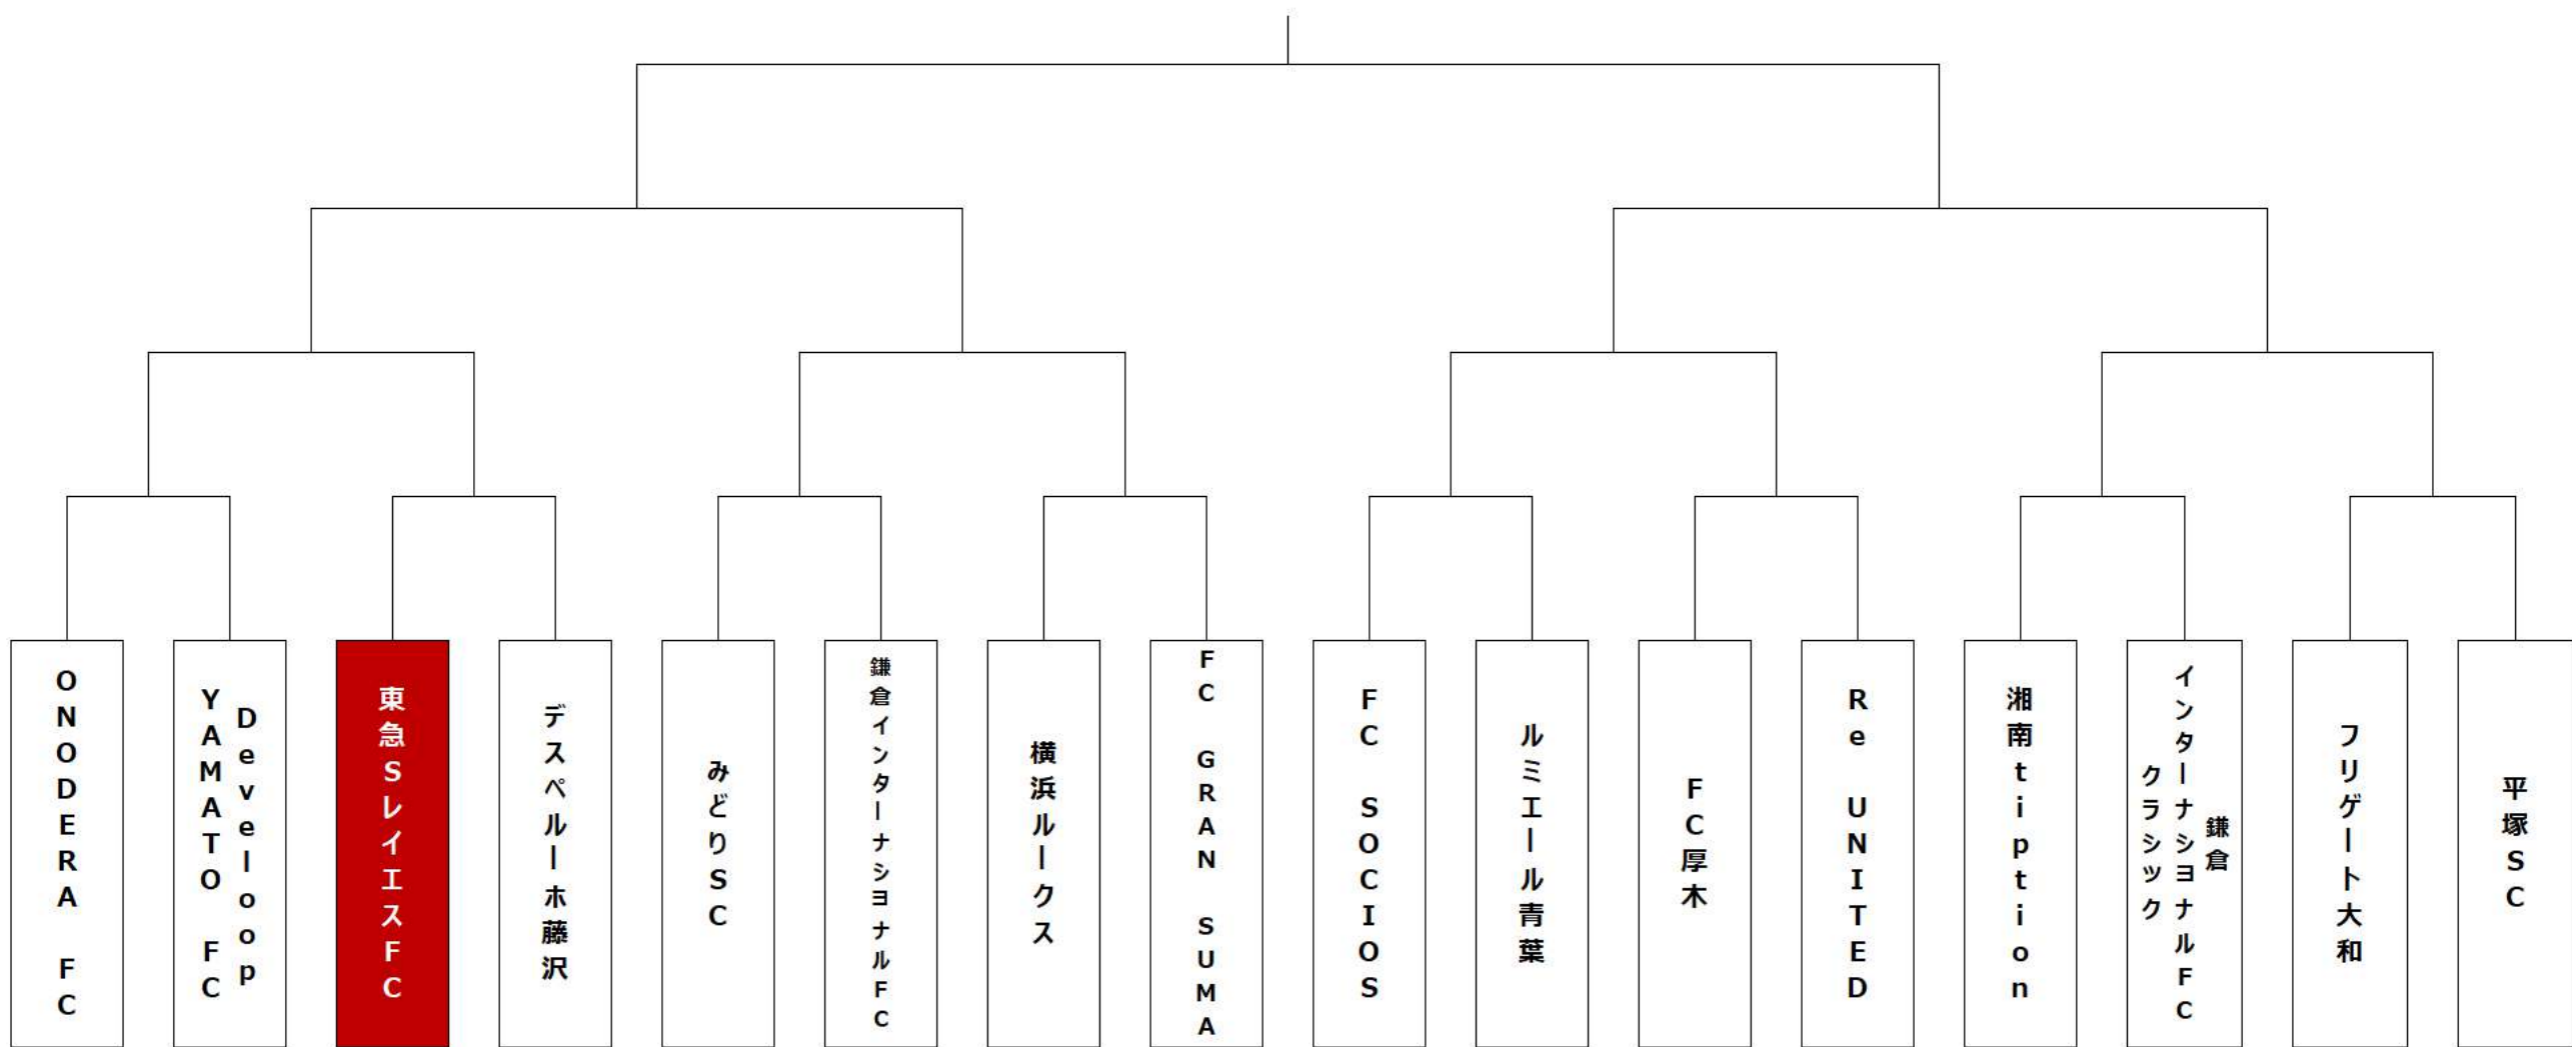 ONODERA FC
Develoop
YAMATO FC
東急SレイエスFC
デスペルーホ藤沢
みどりSC
鎌倉インターナショナルFC
横浜ルークス
FC GRAN SUMA
FC SOCIOS
ルミエール青葉
FC厚木
Re UNITED
湘南tiption
鎌倉
インターナショナルFC
クラシック
フリゲート大和
平塚SC